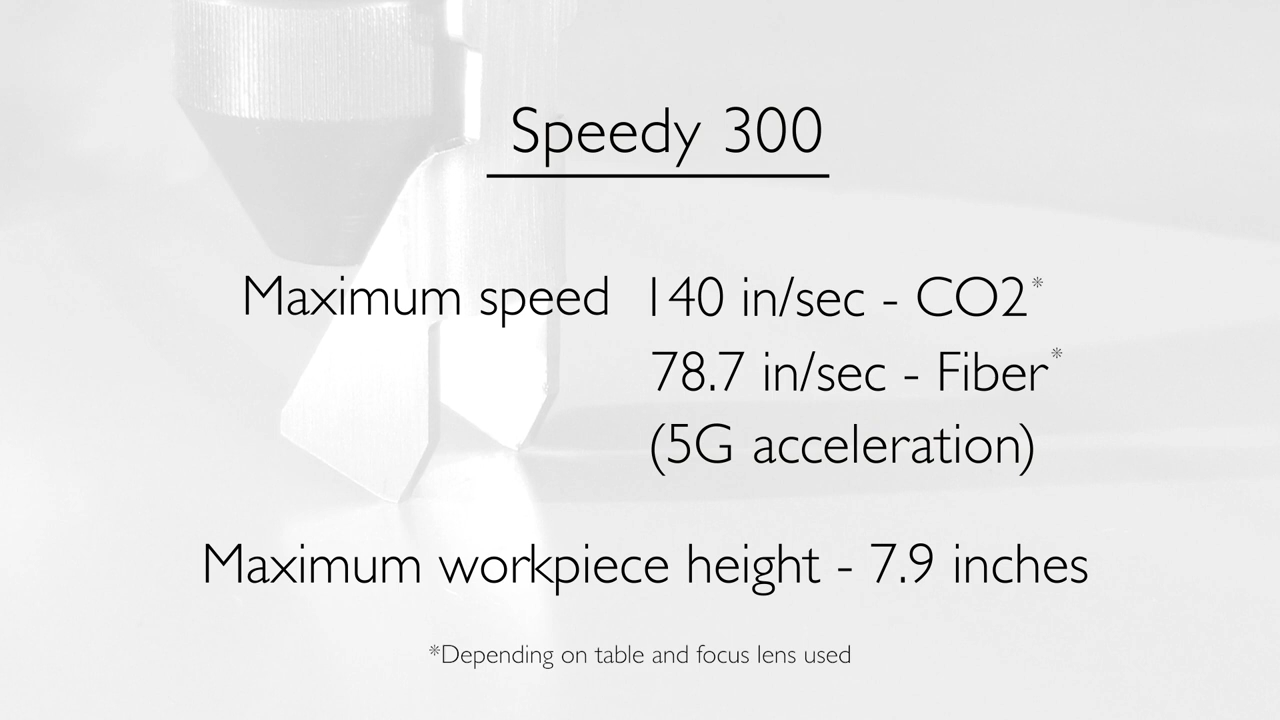 Speedy 300
Maximum speed 140 in/sec - CO2*
78.7 in/sec - Fiber*
(5G acceleration)
Maximum workpiece height - 7.9 inches
*Depending on table and focus lens used